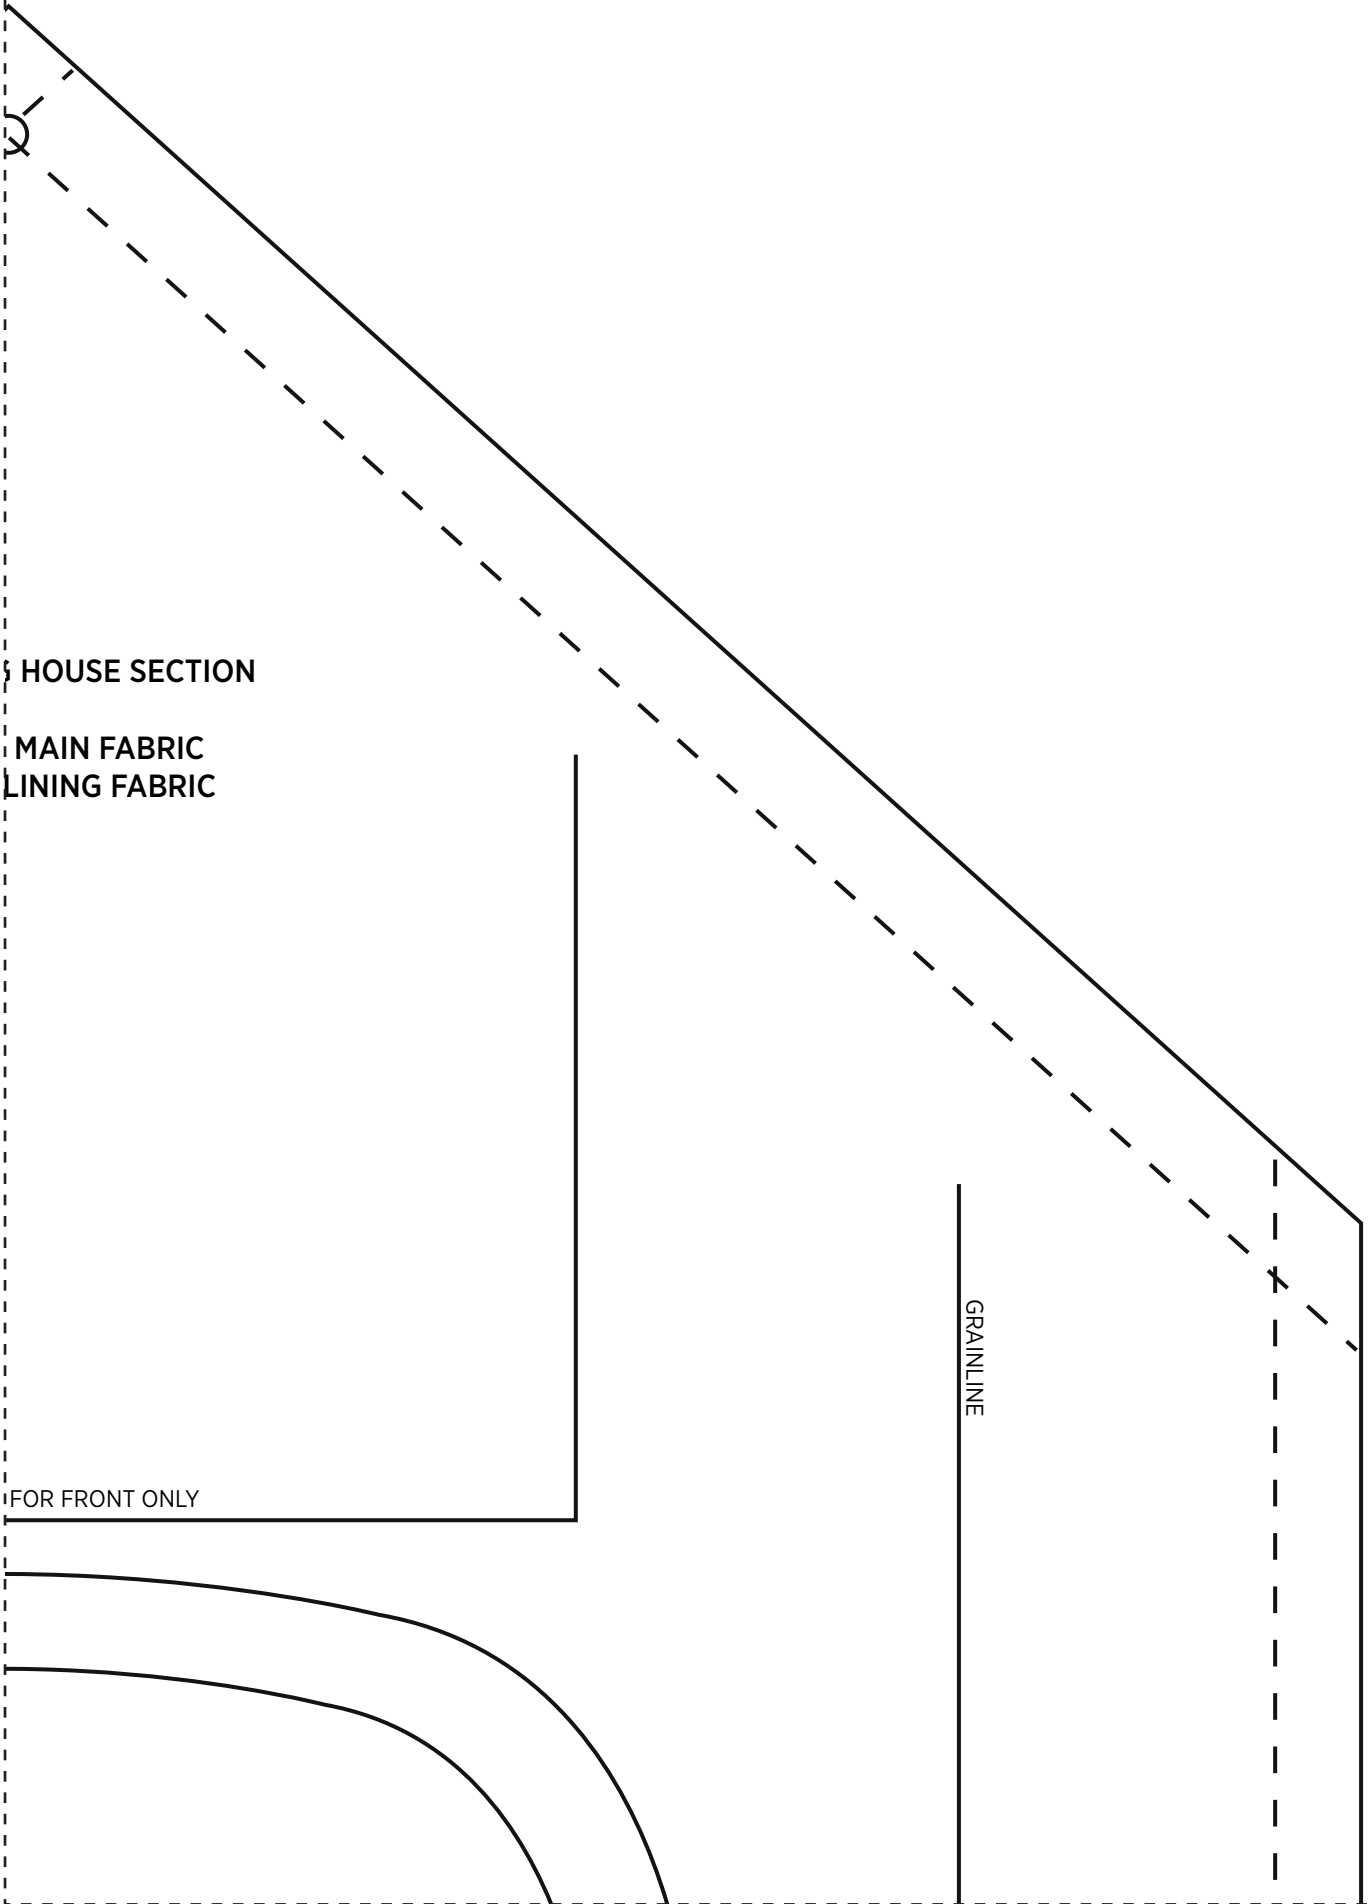 HOUSE SECTION
MAIN FABRIC
LINING FABRIC
GRAINLINE
FOR FRONT ONLY